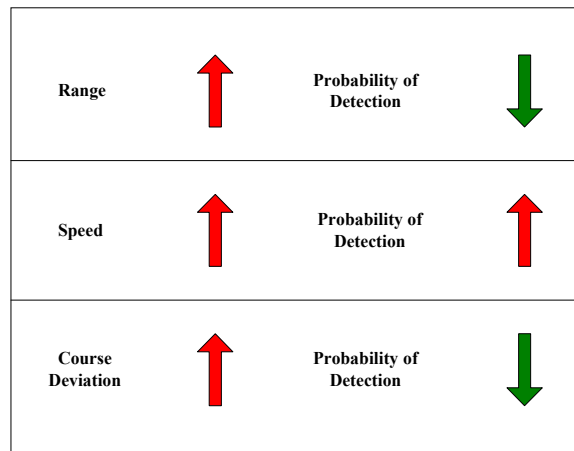 Range
Probability of
Detection
Speed
Probability of
Detection
Course
Deviation
Probability of
Detection